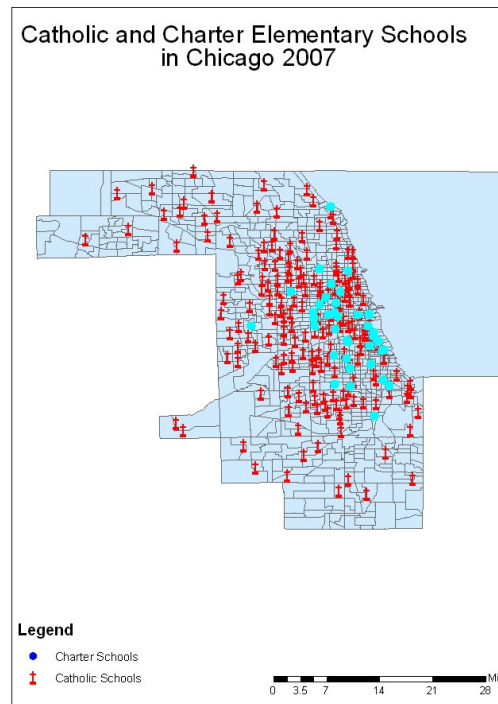 Catholic and Charter Elementary Schools
in Chicago 2007
Legend
Charter Schools
Catholic Schools
0 3.5 7 14 21 28
Mi